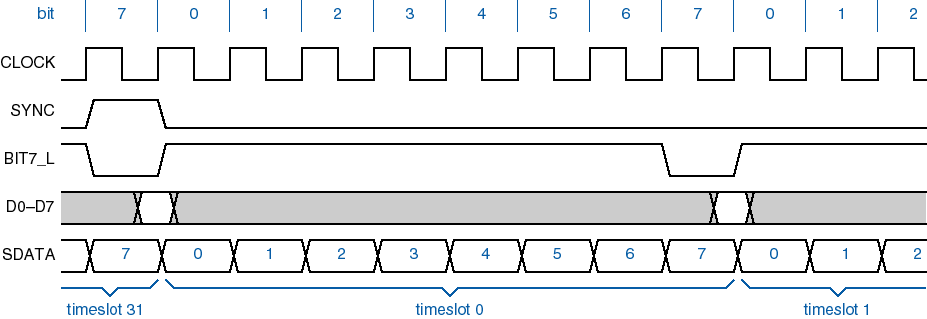 bit 7 0 1 2 3 4 5 6 7 0 1 2
CLOCK
SYNC
BIT7_L
D0–D7
SDATA 7 0 1 2 3 4 5 6 7 0 1 2
timeslot 31 timeslot 0 timeslot 1